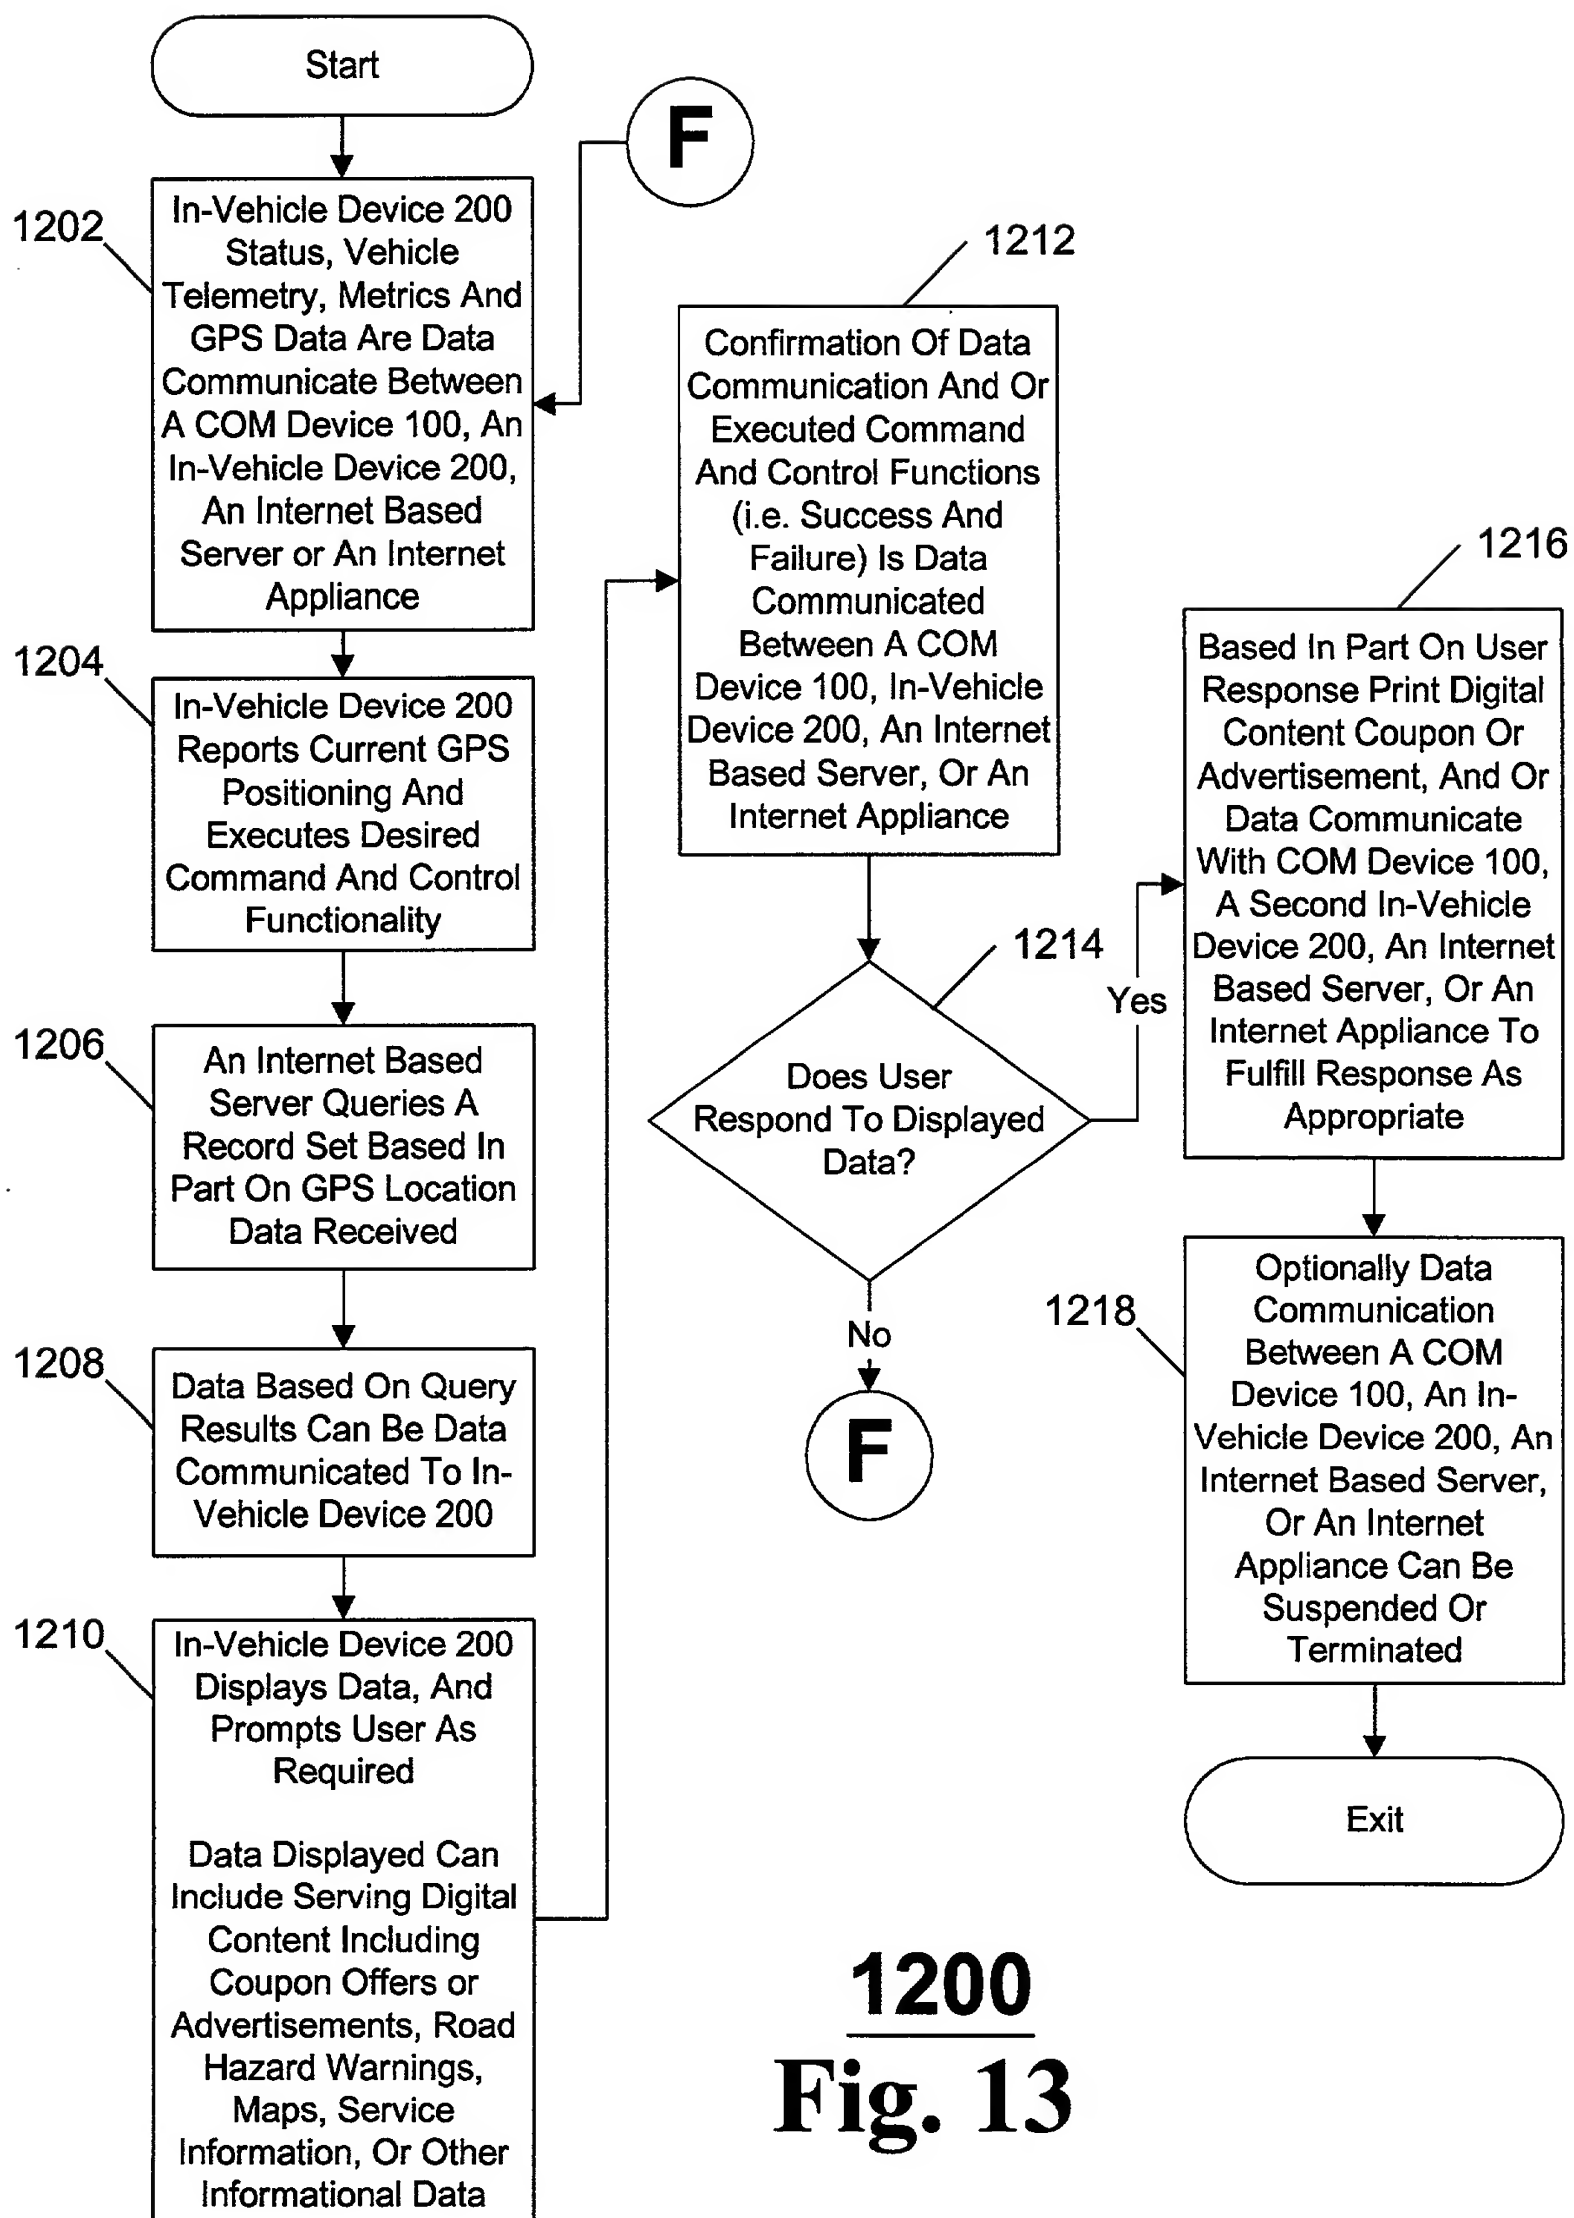 Start
F
1202
In-Vehicle Device 200
Status, Vehicle
Telemetry, Metrics And
GPS Data Are Data
Communicate Between
A COM Device 100, An
In-Vehicle Device 200,
An Internet Based
Server or An Internet
Appliance
1204
In-Vehicle Device 200
Reports Current GPS
Positioning And
Executes Desired
Command And Control
Functionality
1206
An Internet Based
Server Queries A
Record Set Based In
Part On GPS Location
Data Received
1208
Data Based On Query
Results Can Be Data
Communicated To In-
Vehicle Device 200
1210
In-Vehicle Device 200
Displays Data, And
Prompts User As
Required
Data Displayed Can
Include Serving Digital
Content Including
Coupon Offers or
Advertisements, Road
Hazard Warnings,
Maps, Service
Information, Or Other
Informational Data
1212
Confirmation Of Data
Communication And Or
Executed Command
And Control Functions
(i.e. Success And
Failure) Is Data
Communicated
Between A COM
Device 100, In-Vehicle
Device 200, An Internet
Based Server, Or An
Internet Appliance
1214
Does User
Respond To Displayed
Data?
Yes
No
F
1216
Based In Part On User
Response Print Digital
Content Coupon Or
Advertisement, And Or
Data Communicate
With COM Device 100,
A Second In-Vehicle
Device 200, An Internet
Based Server, Or An
Internet Appliance To
Fulfill Response As
Appropriate
1218
Optionally Data
Communication
Between A COM
Device 100, An In-
Vehicle Device 200, An
Internet Based Server,
Or An Internet
Appliance Can Be
Suspended Or
Terminated
Exit
1200
Fig. 13